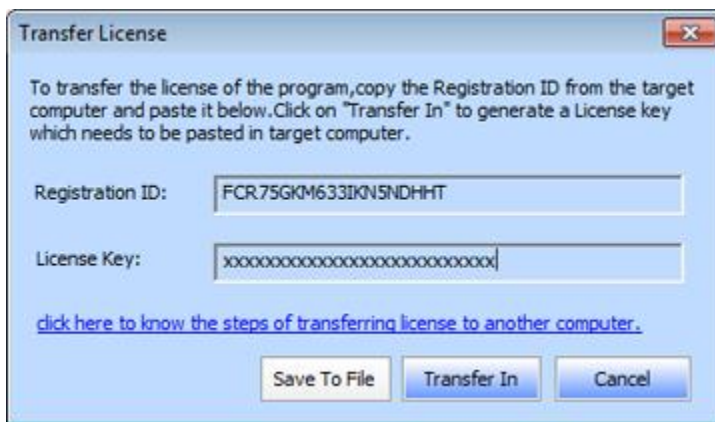 Transfer License
To transfer the license of the program,copy the Registration ID from the target
computer and paste it below.Click on "Transfer In" to generate a License key
which needs to be pasted in target computer.
Registration ID: FCR75GKM633IKN5NDHHT
License Key: xxxxxxxxxxxxxxxxxxxxxxxxxxx
click here to know the steps of transferring license to another computer.
Save To File Transfer In Cancel